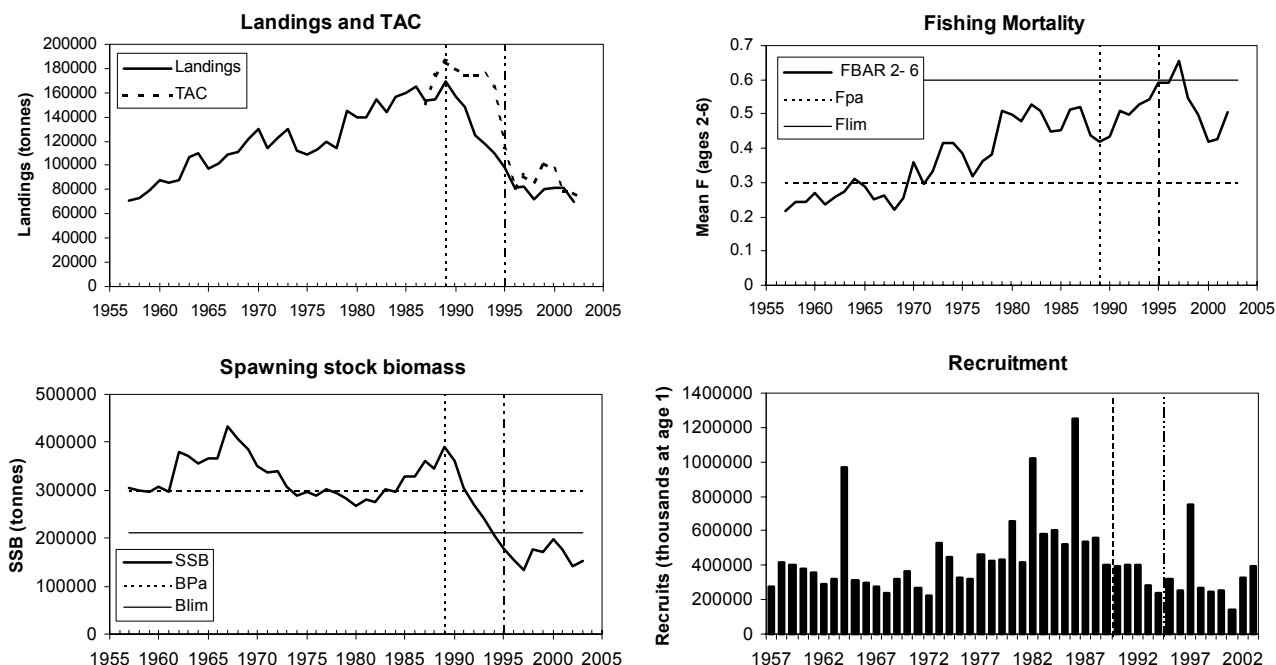 Landings and TAC
Landings (tonnes)
200000
180000
160000
140000
120000
100000
80000
60000
40000
20000
0
Landings
TAC
1955 1960 1965 1970 1975 1980 1985 1990 1995 2000 2005
Fishing Mortality
Mean F (ages 2-6)
0.7
0.6
0.5
0.4
0.3
0.2
0.1
0
FBAR 2- 6
Fpa
Flim
1955 1960 1965 1970 1975 1980 1985 1990 1995 2000 2005
Spawning stock biomass
SSB (tonnes)
500000
400000
300000
200000
100000
0
SSB
BPa
Blim
1955 1960 1965 1970 1975 1980 1985 1990 1995 2000 2005
Recruitment
Recruits (thousands at age 1)
1400000
1200000
1000000
800000
600000
400000
200000
0
1957 1962 1967 1972 1977 1982 1987 1992 1997 2002